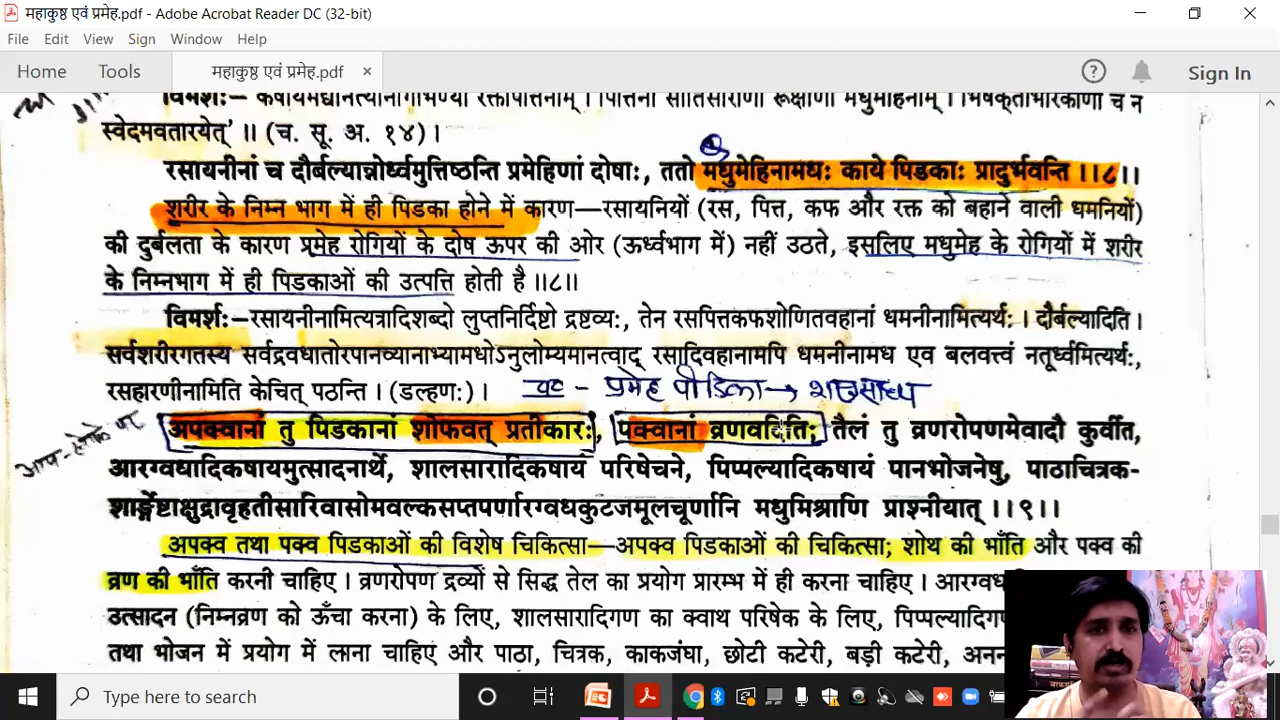 महाकुष्ठ एवं प्रमेह.pdf - Adobe Acrobat Reader DC (32-bit)
File Edit View Sign Window Help
Home Tools महाकुष्ठ एवं प्रमेह.pdf × Sign In
स्वेदमवतारयेत्' ॥ (च. सू. अ. १४)।
रसायनीनां च दौर्बल्यान्नोर्ध्वमुत्तिष्ठन्ति प्रमेहिणां दोषाः, ततो मधुमेहिनामधः काये पिडकाः प्रादुर्भवन्ति ।।८।।
शरीर के निम्न भाग में ही पिडका होने में कारण—रसायनियों (रस, पित्त, कफ और रक्त को बहाने वाली धमनियों)
की दुर्बलता के कारण प्रमेह रोगियों के दोष ऊपर की ओर (ऊर्ध्वभाग में) नहीं उठते, इसलिए मधुमेह के रोगियों में शरीर
के निम्नभाग में ही पिडकाओं की उत्पत्ति होती है ॥८॥
विमर्शः–रसायनीनामित्यत्रादिशब्दो लुप्तनिर्दिष्टो द्रष्टव्यः, तेन रसपित्तकफशोणितवहानां धमनीनामित्यर्थः। दौर्बल्यादिति।
सर्वशरीरगतस्य सर्वद्रवधातोरपानव्यानाभ्यामधोऽनुलोम्यमानत्वाद् रसादिवहानामपि धमनीनामध एव बलवत्त्वं नतूर्ध्वमित्यर्थः,
रसहारणीनामिति केचित् पठन्ति। (डल्हणः)। प्रमेह पीडिका → शस्त्रसाध्य
अपक्वानां तु पिडकानां शोफवत् प्रतीकारः, पक्वानां व्रणवदिति; तैलं तु व्रणरोपणमेवादौ कुर्वीत,
आरग्वधादिकषायमुत्सादनार्थे, शालसारादिकषायं परिषेचने, पिप्पल्यादिकषायं पानभोजनेषु, पाठाचित्रक-
शार्ङ्गेष्टाक्षुद्राबृहतीसारिवासोमवल्कसप्तपर्णारग्वधकुटजमूलचूर्णानि मधुमिश्राणि प्राश्नीयात् ।।९।।
अपक्व तथा पक्व पिडकाओं की विशेष चिकित्सा—अपक्व पिडकाओं की चिकित्सा; शोथ की भाँति और पक्व की
व्रण की भाँति करनी चाहिए। व्रणरोपण द्रव्यों से सिद्ध तेल का प्रयोग प्रारम्भ में ही करना चाहिए।
उत्सादन (निम्नव्रण को ऊँचा करना) के लिए, शालसारादिगण का क्वाथ परिषेक के लिए,
तथा भोजन में प्रयोग में लाना चाहिए और पाठा, चित्रक, काकजंघा, छोटी कटेरी, बड़ी कटेरी,
Type here to search